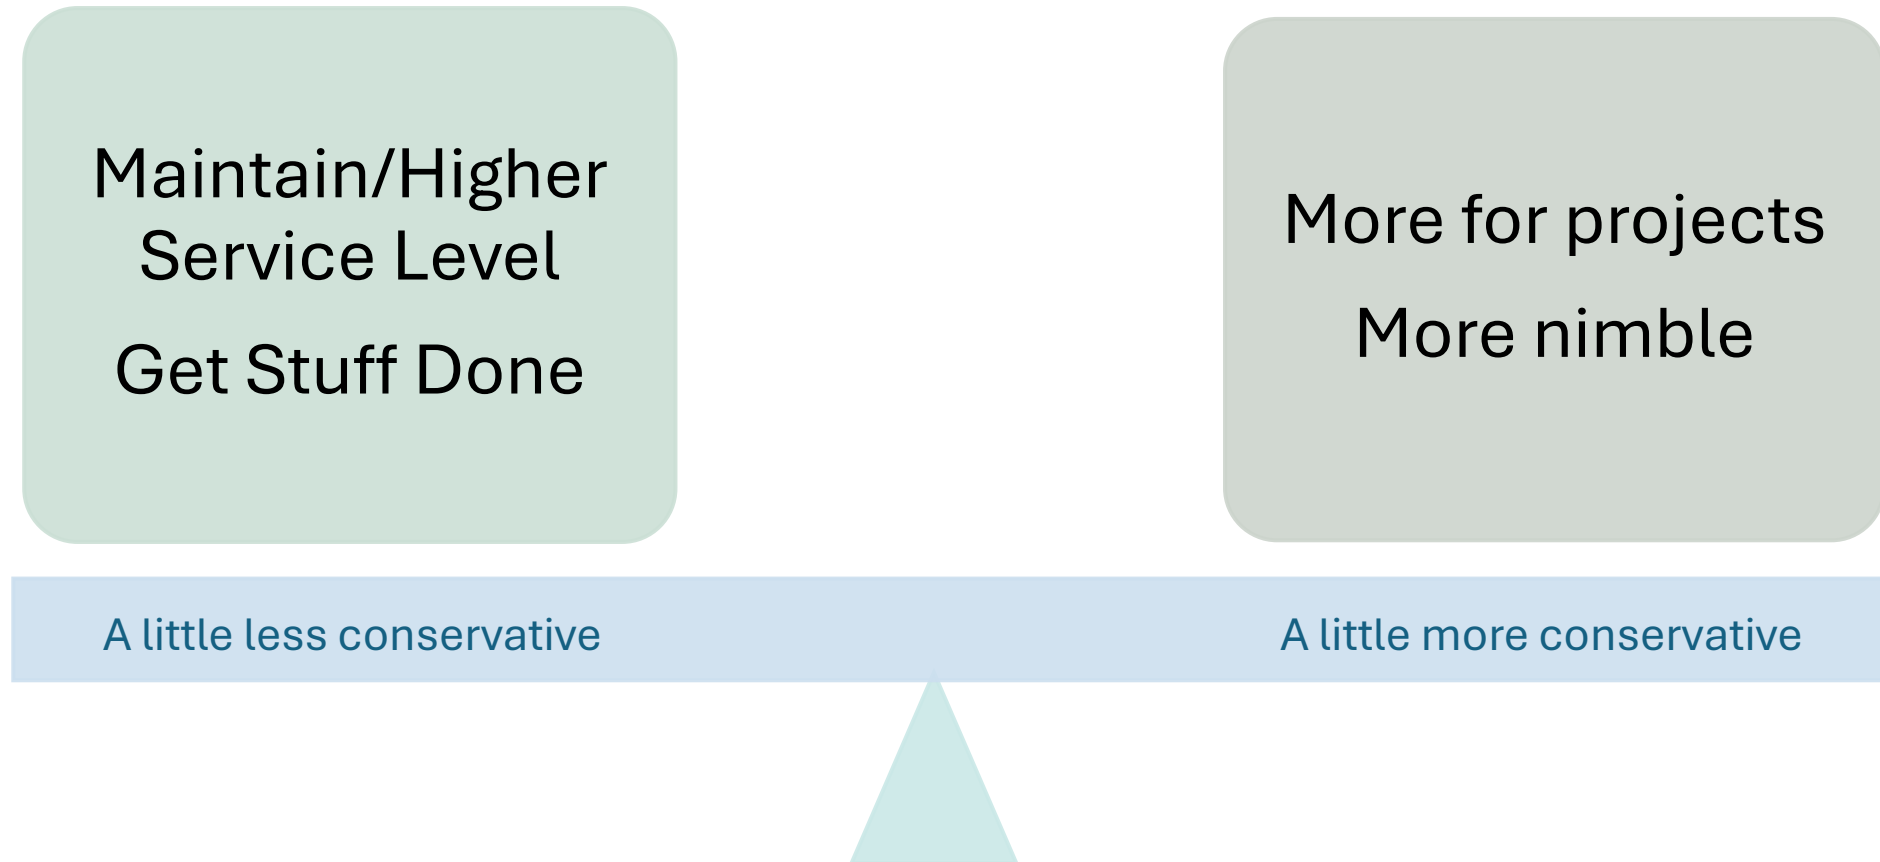 Maintain/Higher
Service Level
Get Stuff Done
More for projects
More nimble
A little less conservative
A little more conservative